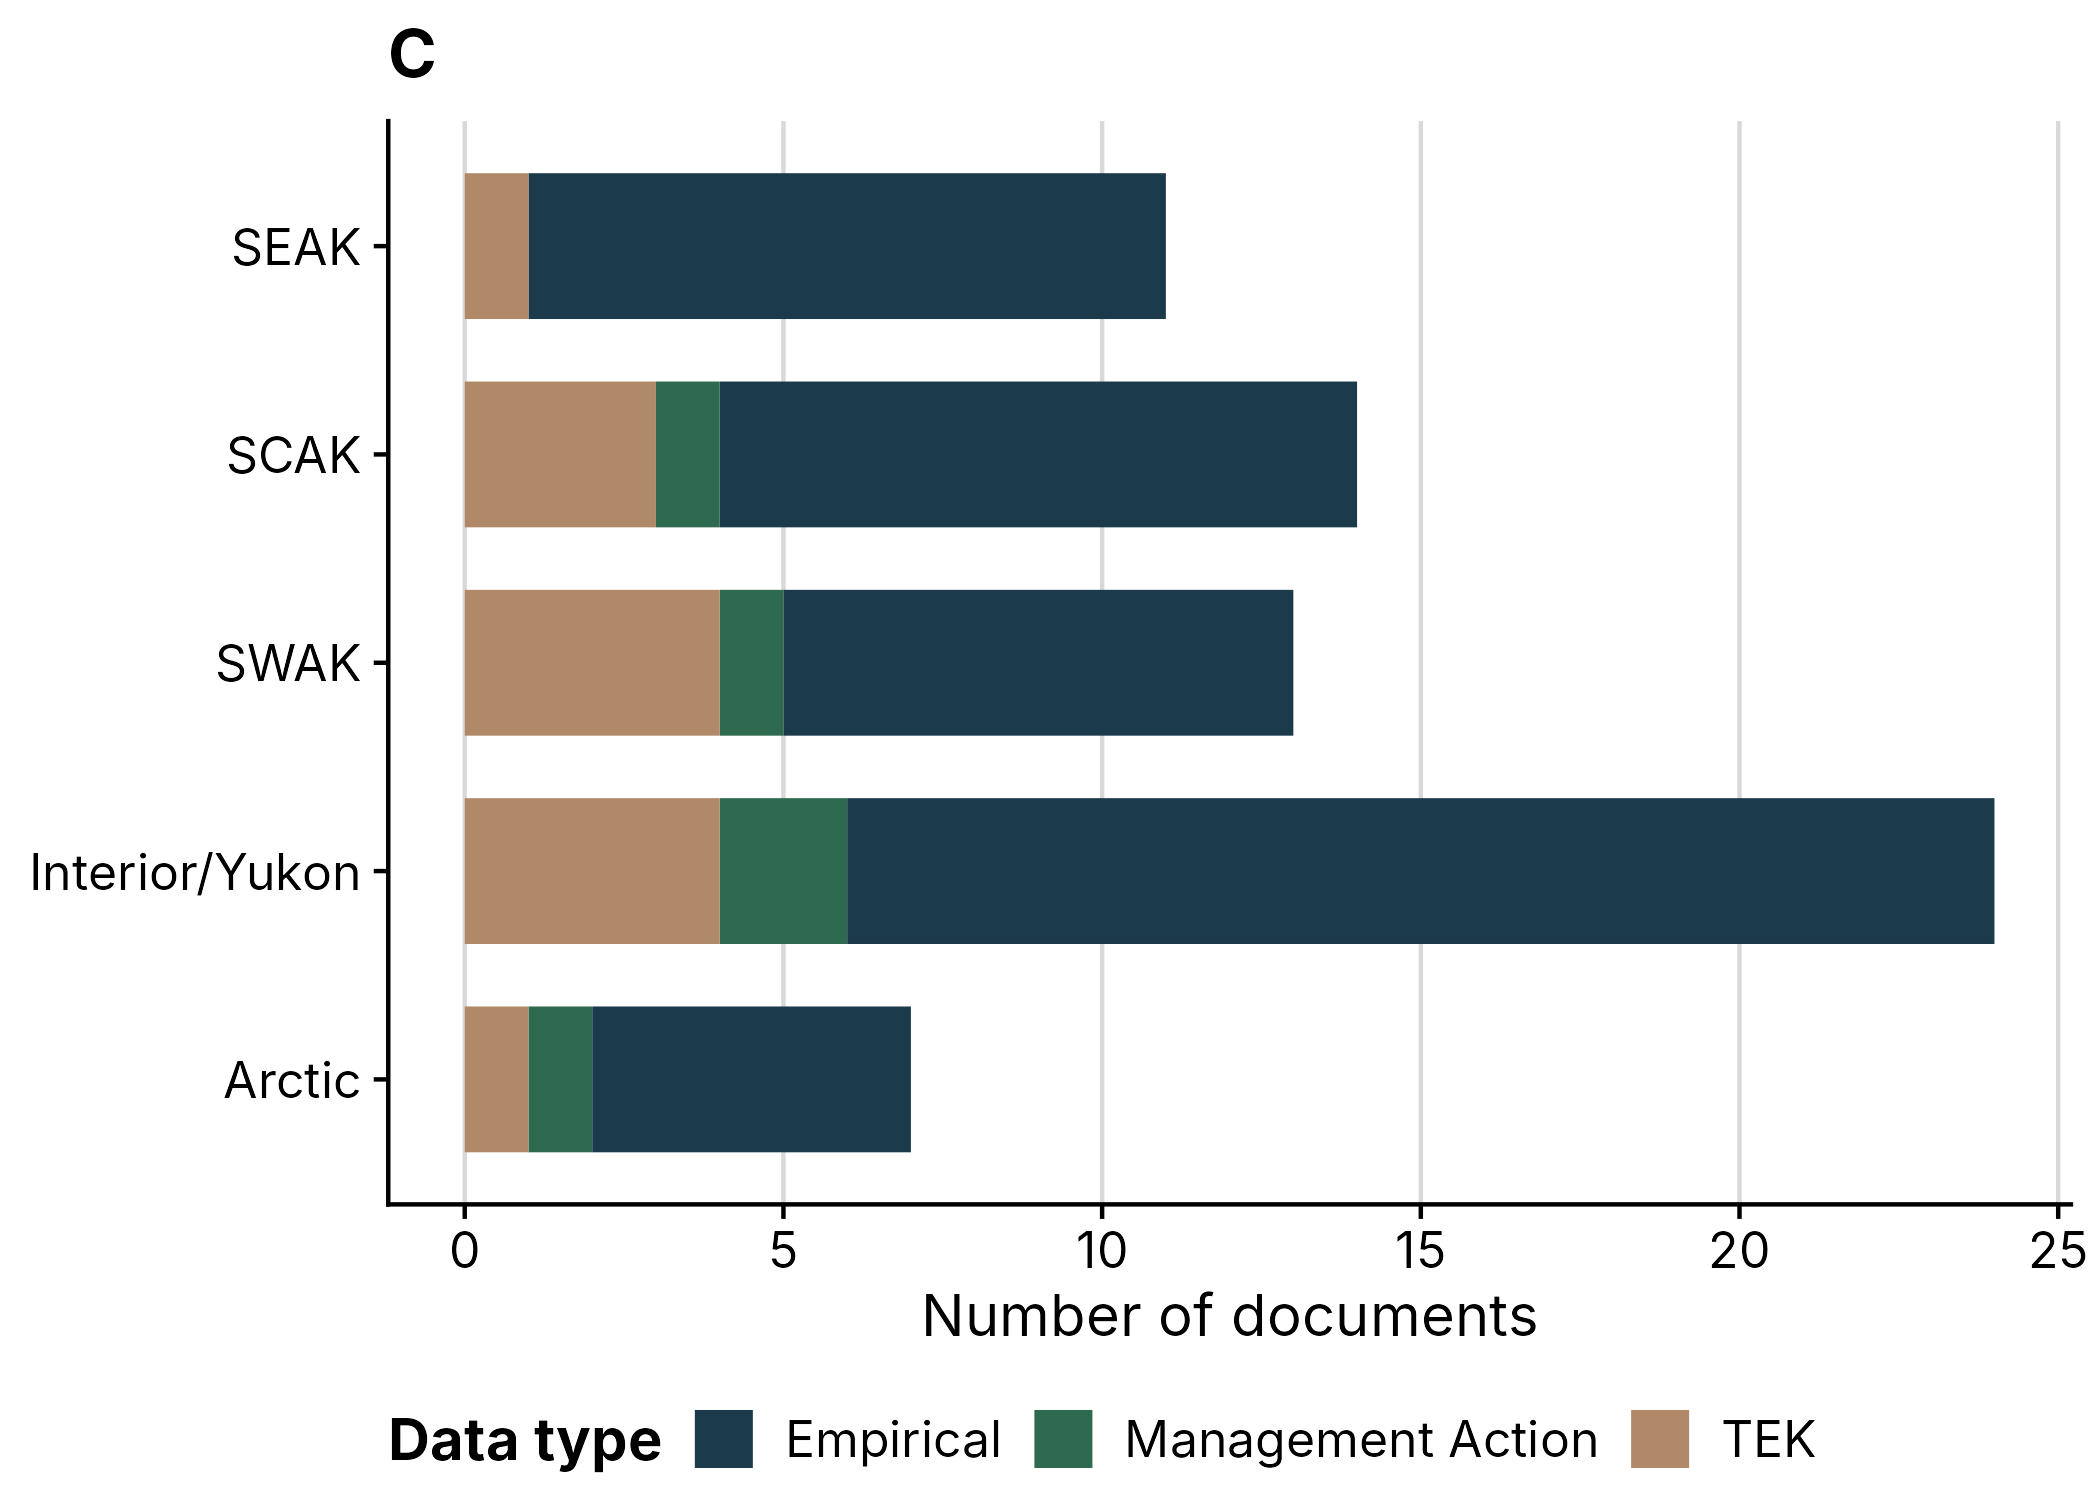 C
SEAK
SCAK
SWAK
Interior/Yukon
Arctic
0 5 10 15 20 25
Number of documents
Data type Empirical Management Action TEK